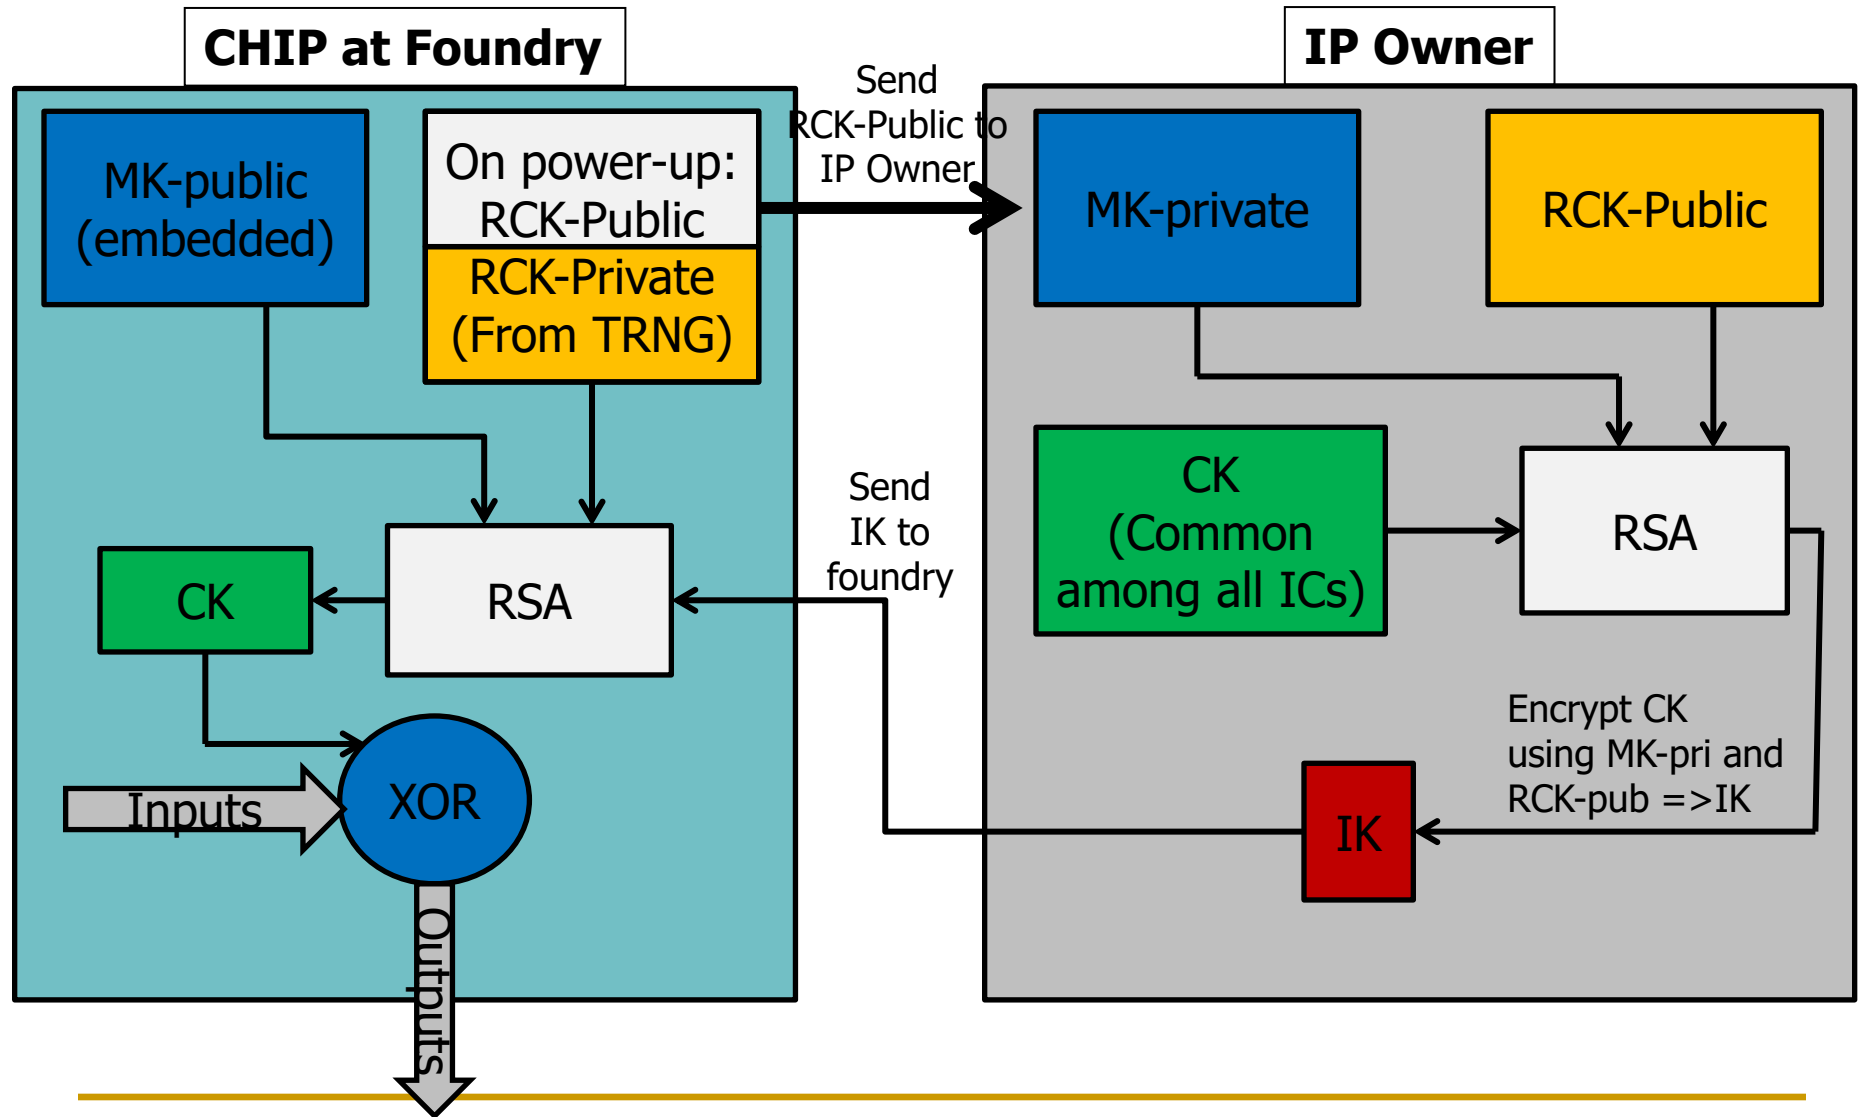 CHIP at Foundry
IP Owner
Send
RCK-Public to
IP Owner
MK-public
(embedded)
On power-up:
RCK-Public
RCK-Private
(From TRNG)
MK-private
RCK-Public
CK
(Common
among all ICs)
RSA
Send
IK to
foundry
CK
RSA
Encrypt CK
using MK-pri and
RCK-pub =>IK
IK
Inputs
XOR
Outputs